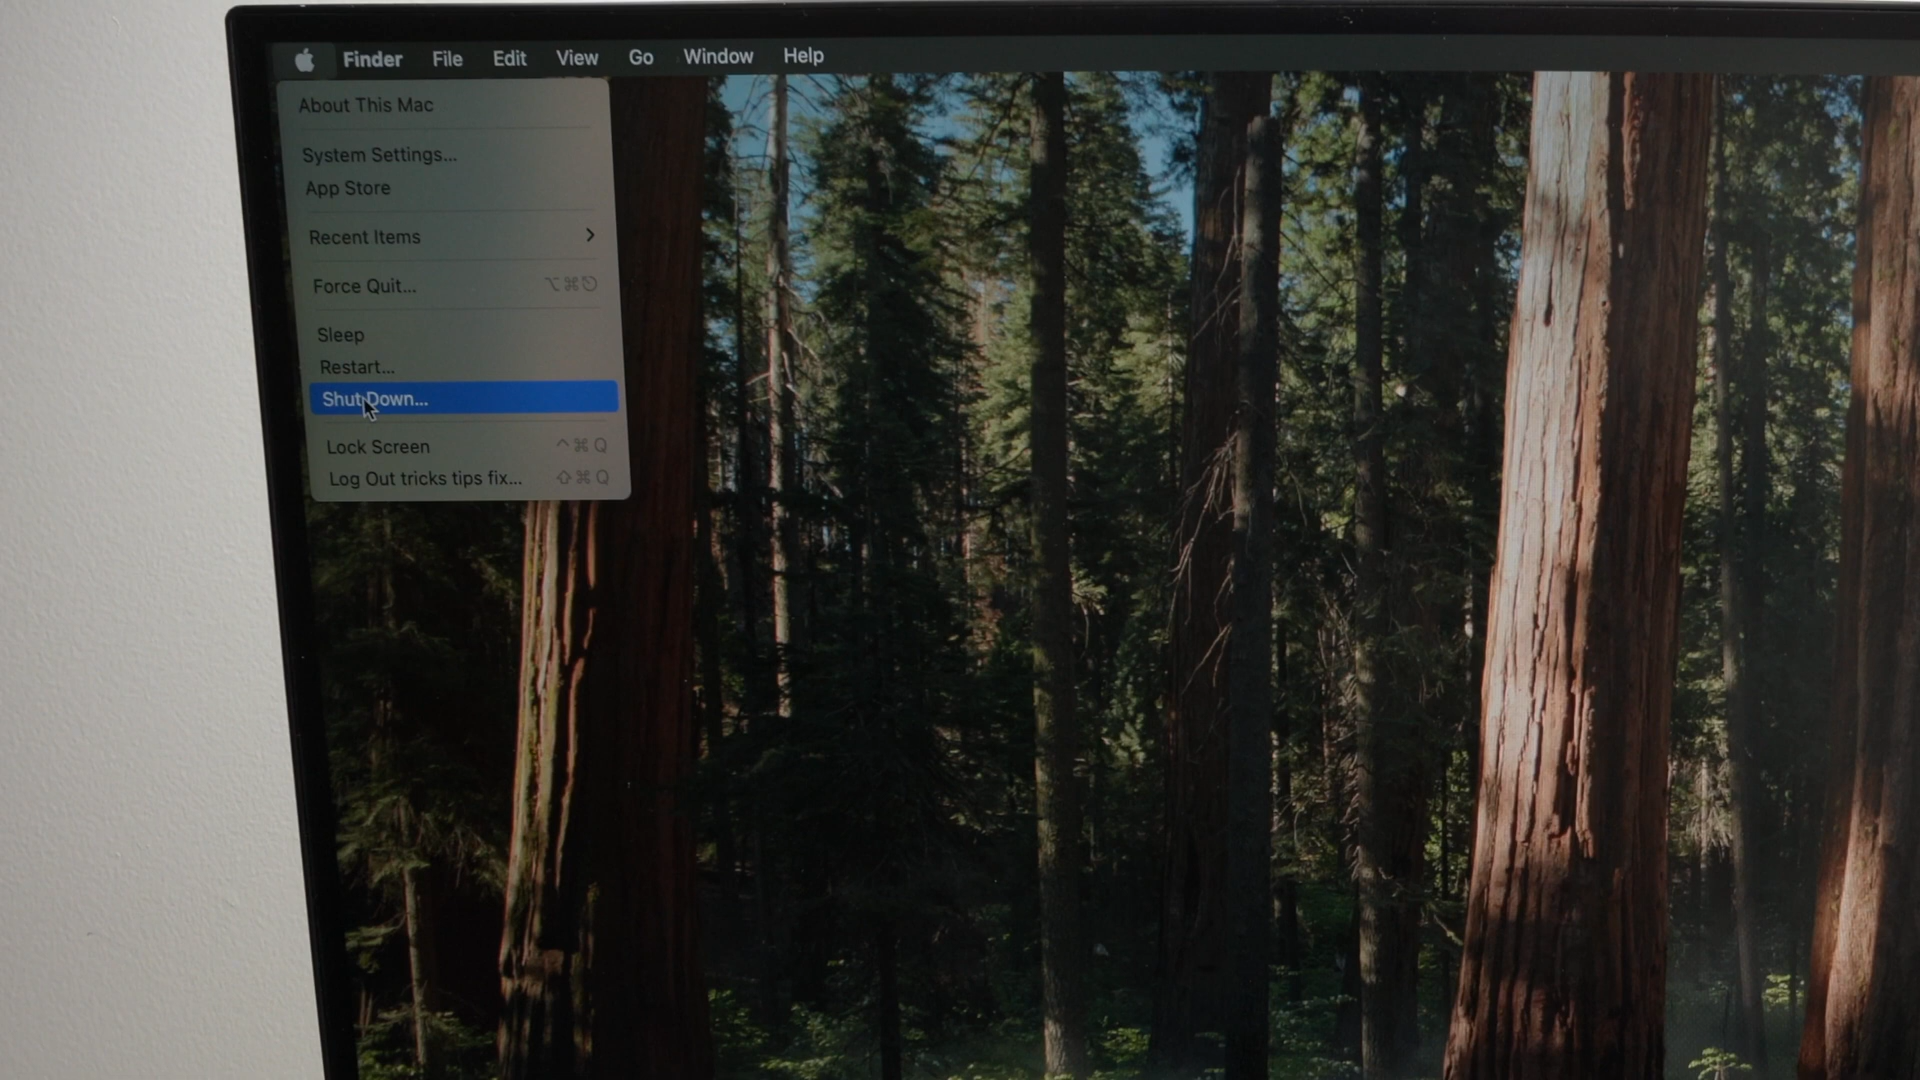 Finder File Edit View Go Window Help
About This Mac
System Settings...
App Store
Recent Items
Force Quit... ⌥⌘⎋
Sleep
Restart...
Shut Down...
Lock Screen ^⌘Q
Log Out tricks tips fix... ⇧⌘Q